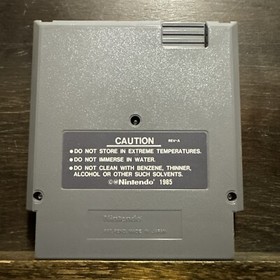 CAUTION REV-A
•DO NOT STORE IN EXTREME TEMPERATURES.
•DO NOT IMMERSE IN WATER.
•DO NOT CLEAN WITH BENZENE, THINNER,
ALCOHOL OR OTHER SUCH SOLVENTS.
©®Nintendo 1985
Nintendo